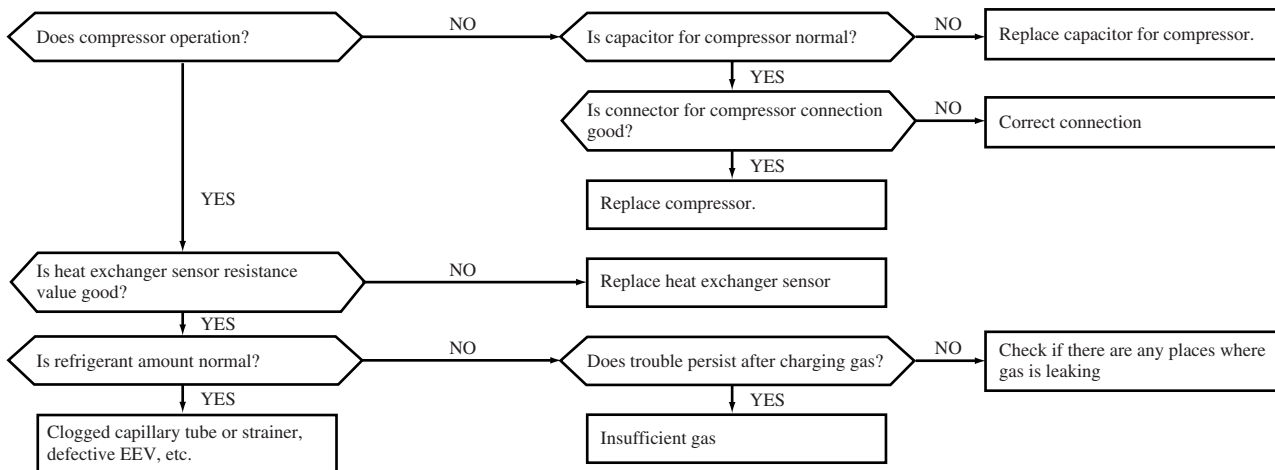 Does compressor operation?
NO
Is capacitor for compressor normal?
NO
Replace capacitor for compressor.
YES
Is connector for compressor connection
good?
NO
Correct connection
YES
YES
Replace compressor.
Is heat exchanger sensor resistance
value good?
NO
Replace heat exchanger sensor
YES
Is refrigerant amount normal?
NO
Does trouble persist after charging gas?
NO
Check if there are any places where
gas is leaking
YES
YES
Clogged capillary tube or strainer,
defective EEV, etc.
Insufficient gas